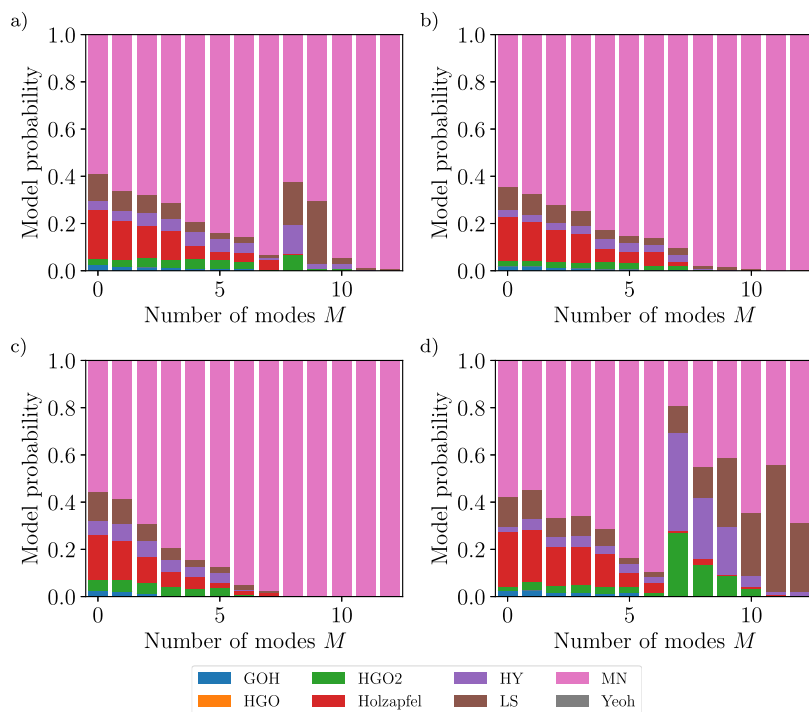 a)
b)
1.0
0.8
0.6
0.4
0.2
0.0
Model probability
0
5
10
Number of modes M
1.0
0.8
0.6
0.4
0.2
0.0
Model probability
0
5
10
Number of modes M
c)
d)
1.0
0.8
0.6
0.4
0.2
0.0
Model probability
0
5
10
Number of modes M
1.0
0.8
0.6
0.4
0.2
0.0
Model probability
0
5
10
Number of modes M
GOH HGO2 HY MN
HGO Holzapfel LS Yeoh